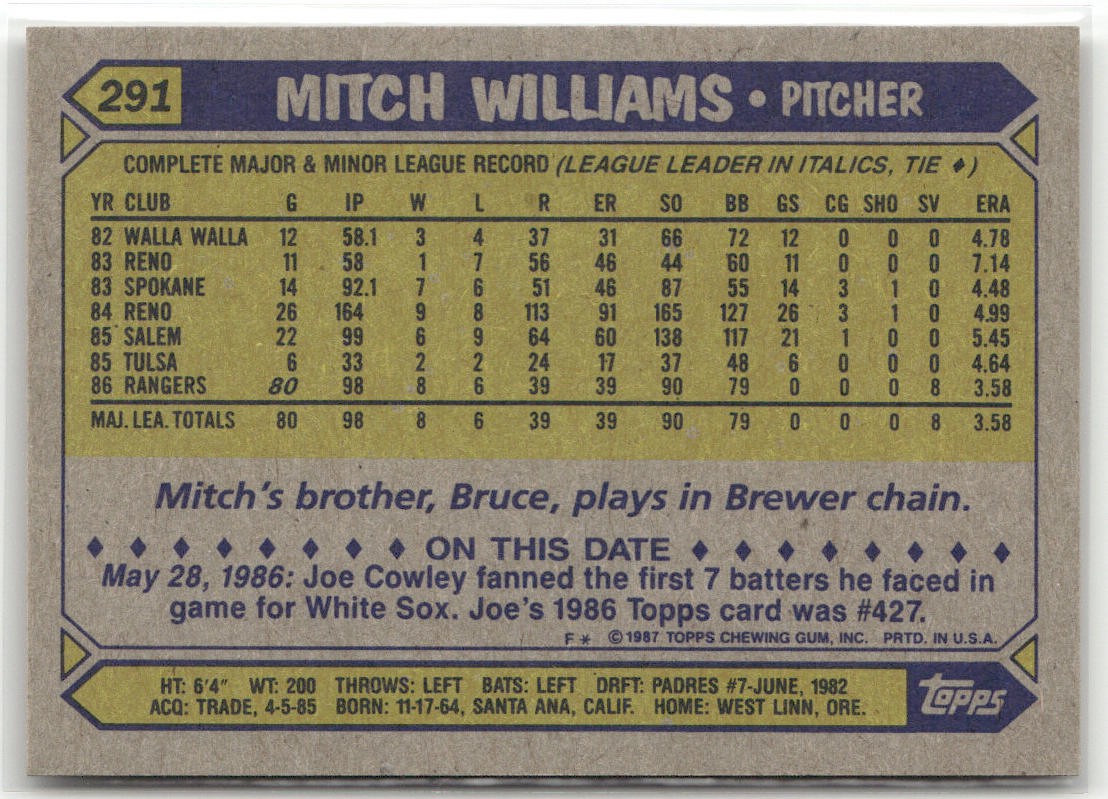 291 MITCH WILLIAMS • PITCHER
COMPLETE MAJOR & MINOR LEAGUE RECORD (LEAGUE LEADER IN ITALICS, TIE ♦)
YR CLUB G IP W L R ER SO BB GS CG SHO SV ERA
82 WALLA WALLA 12 58.1 3 4 37 31 66 72 12 0 0 0 4.78
83 RENO 11 58 1 7 56 46 44 60 11 0 0 0 7.14
83 SPOKANE 14 92.1 7 6 51 46 87 55 14 3 1 0 4.48
84 RENO 26 164 9 8 113 91 165 127 26 3 1 0 4.99
85 SALEM 22 99 6 9 64 60 138 117 21 1 0 0 5.45
85 TULSA 6 33 2 2 24 17 37 48 6 0 0 0 4.64
86 RANGERS 80 98 8 6 39 39 90 79 0 0 0 8 3.58
MAJ. LEA. TOTALS 80 98 8 6 39 39 90 79 0 0 0 8 3.58
Mitch's brother, Bruce, plays in Brewer chain.
♦ ♦ ♦ ♦ ♦ ♦ ♦ ♦ ON THIS DATE ♦ ♦ ♦ ♦ ♦ ♦ ♦ ♦
May 28, 1986: Joe Cowley fanned the first 7 batters he faced in
game for White Sox. Joe's 1986 Topps card was #427.
F * ©1987 TOPPS CHEWING GUM, INC. PRTD. IN U.S.A.
HT: 6'4" WT: 200 THROWS: LEFT BATS: LEFT DRFT: PADRES #7-JUNE, 1982
ACQ: TRADE, 4-5-85 BORN: 11-17-64, SANTA ANA, CALIF. HOME: WEST LINN, ORE.
topps